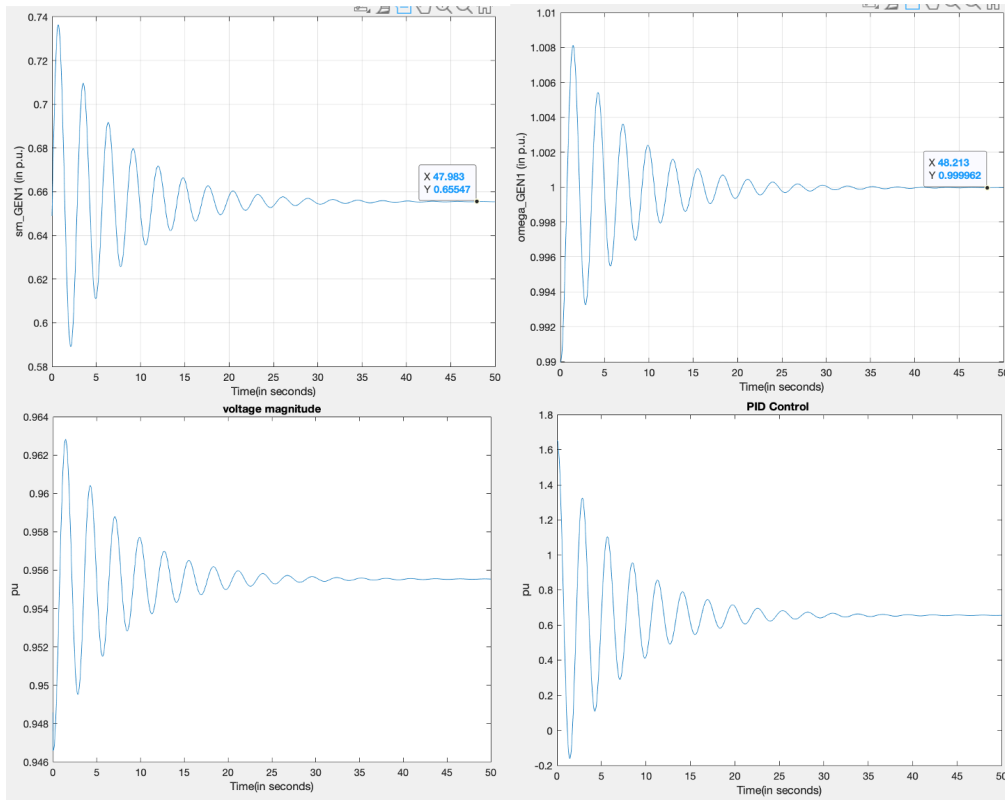 0.74
0.72
0.7
0.68
0.66
0.64
0.62
0.6
0.58
sm_GEN1 (in p.u.)
X 47.983
Y 0.65547
0 5 10 15 20 25 30 35 40 45 50
Time(in seconds)
1.01
1.008
1.006
1.004
1.002
1
0.998
0.996
0.994
0.992
0.99
omega_GEN1 (in p.u.)
X 48.213
Y 0.999962
0 5 10 15 20 25 30 35 40 45 50
Time(in seconds)
voltage magnitude
0.964
0.962
0.96
0.958
0.956
0.954
0.952
0.95
0.948
0.946
pu
0 5 10 15 20 25 30 35 40 45 50
Time(in seconds)
PID Control
1.8
1.6
1.4
1.2
1
0.8
0.6
0.4
0.2
0
-0.2
pu
0 5 10 15 20 25 30 35 40 45 50
Time(in seconds)